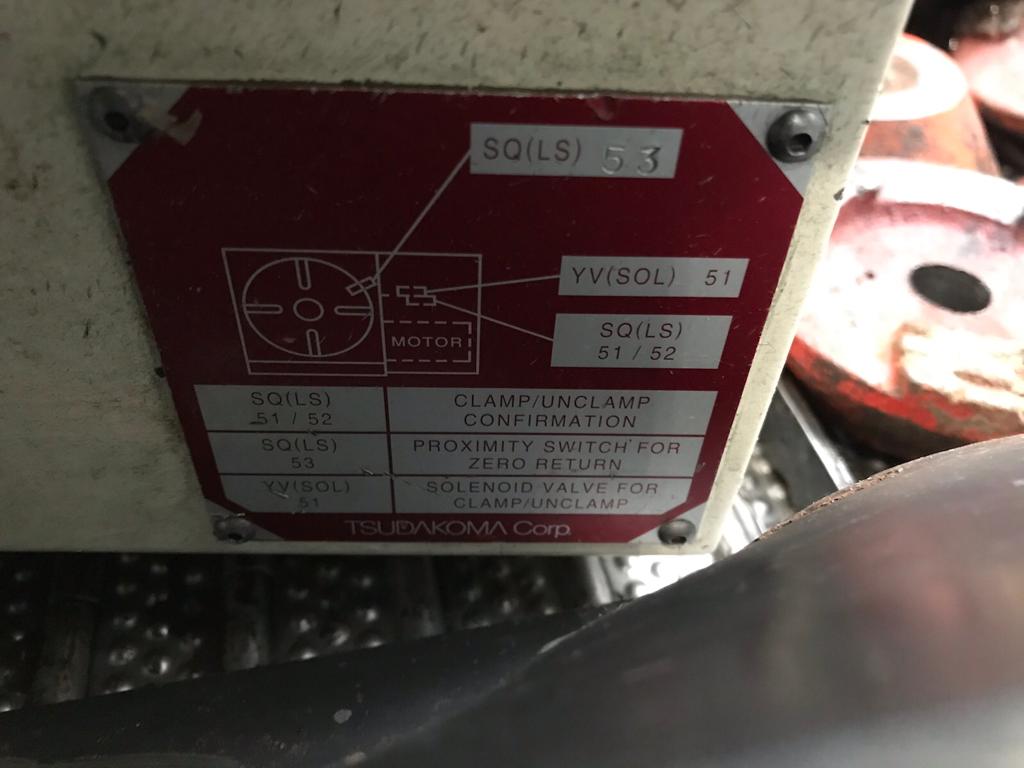 SQ(LS) 53
YV(SOL) 51
SQ(LS)
51 / 52
MOTOR
SQ(LS)
51 / 52
CLAMP/UNCLAMP
CONFIRMATION
SQ(LS)
53
PROXIMITY SWITCH FOR
ZERO RETURN
YV(SOL)
51
SOLENOID VALVE FOR
CLAMP/UNCLAMP
TSUDAKOMA Corp.